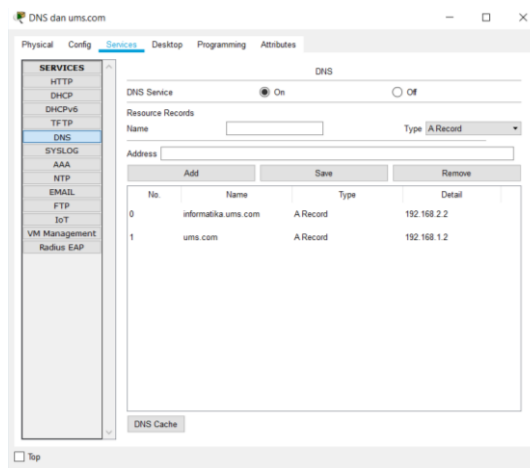 DNS dan ums.com
Physical Config Services Desktop Programming Attributes
SERVICES
HTTP
DHCP
DHCPv6
TFTP
DNS
SYSLOG
AAA
NTP
EMAIL
FTP
IoT
VM Management
Radius EAP
DNS
DNS Service On Off
Resource Records
Name Type A Record
Address
Add Save Remove
No. Name Type Detail
0 informatika.ums.com A Record 192.168.2.2
1 ums.com A Record 192.168.1.2
DNS Cache
Top